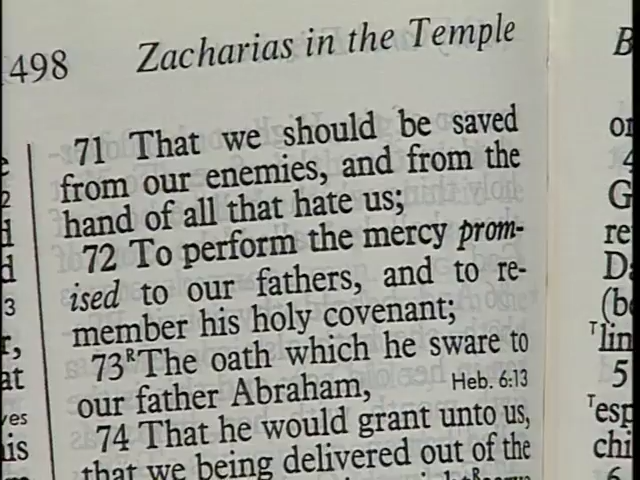 498 Zacharias in the Temple
71 That we should be saved
from our enemies, and from the
hand of all that hate us;
72 To perform the mercy prom-
ised to our fathers, and to re-
member his holy covenant;
73 ᴿThe oath which he sware to
our father Abraham, Heb. 6:13
74 That he would grant unto us,
that we being delivered out of the